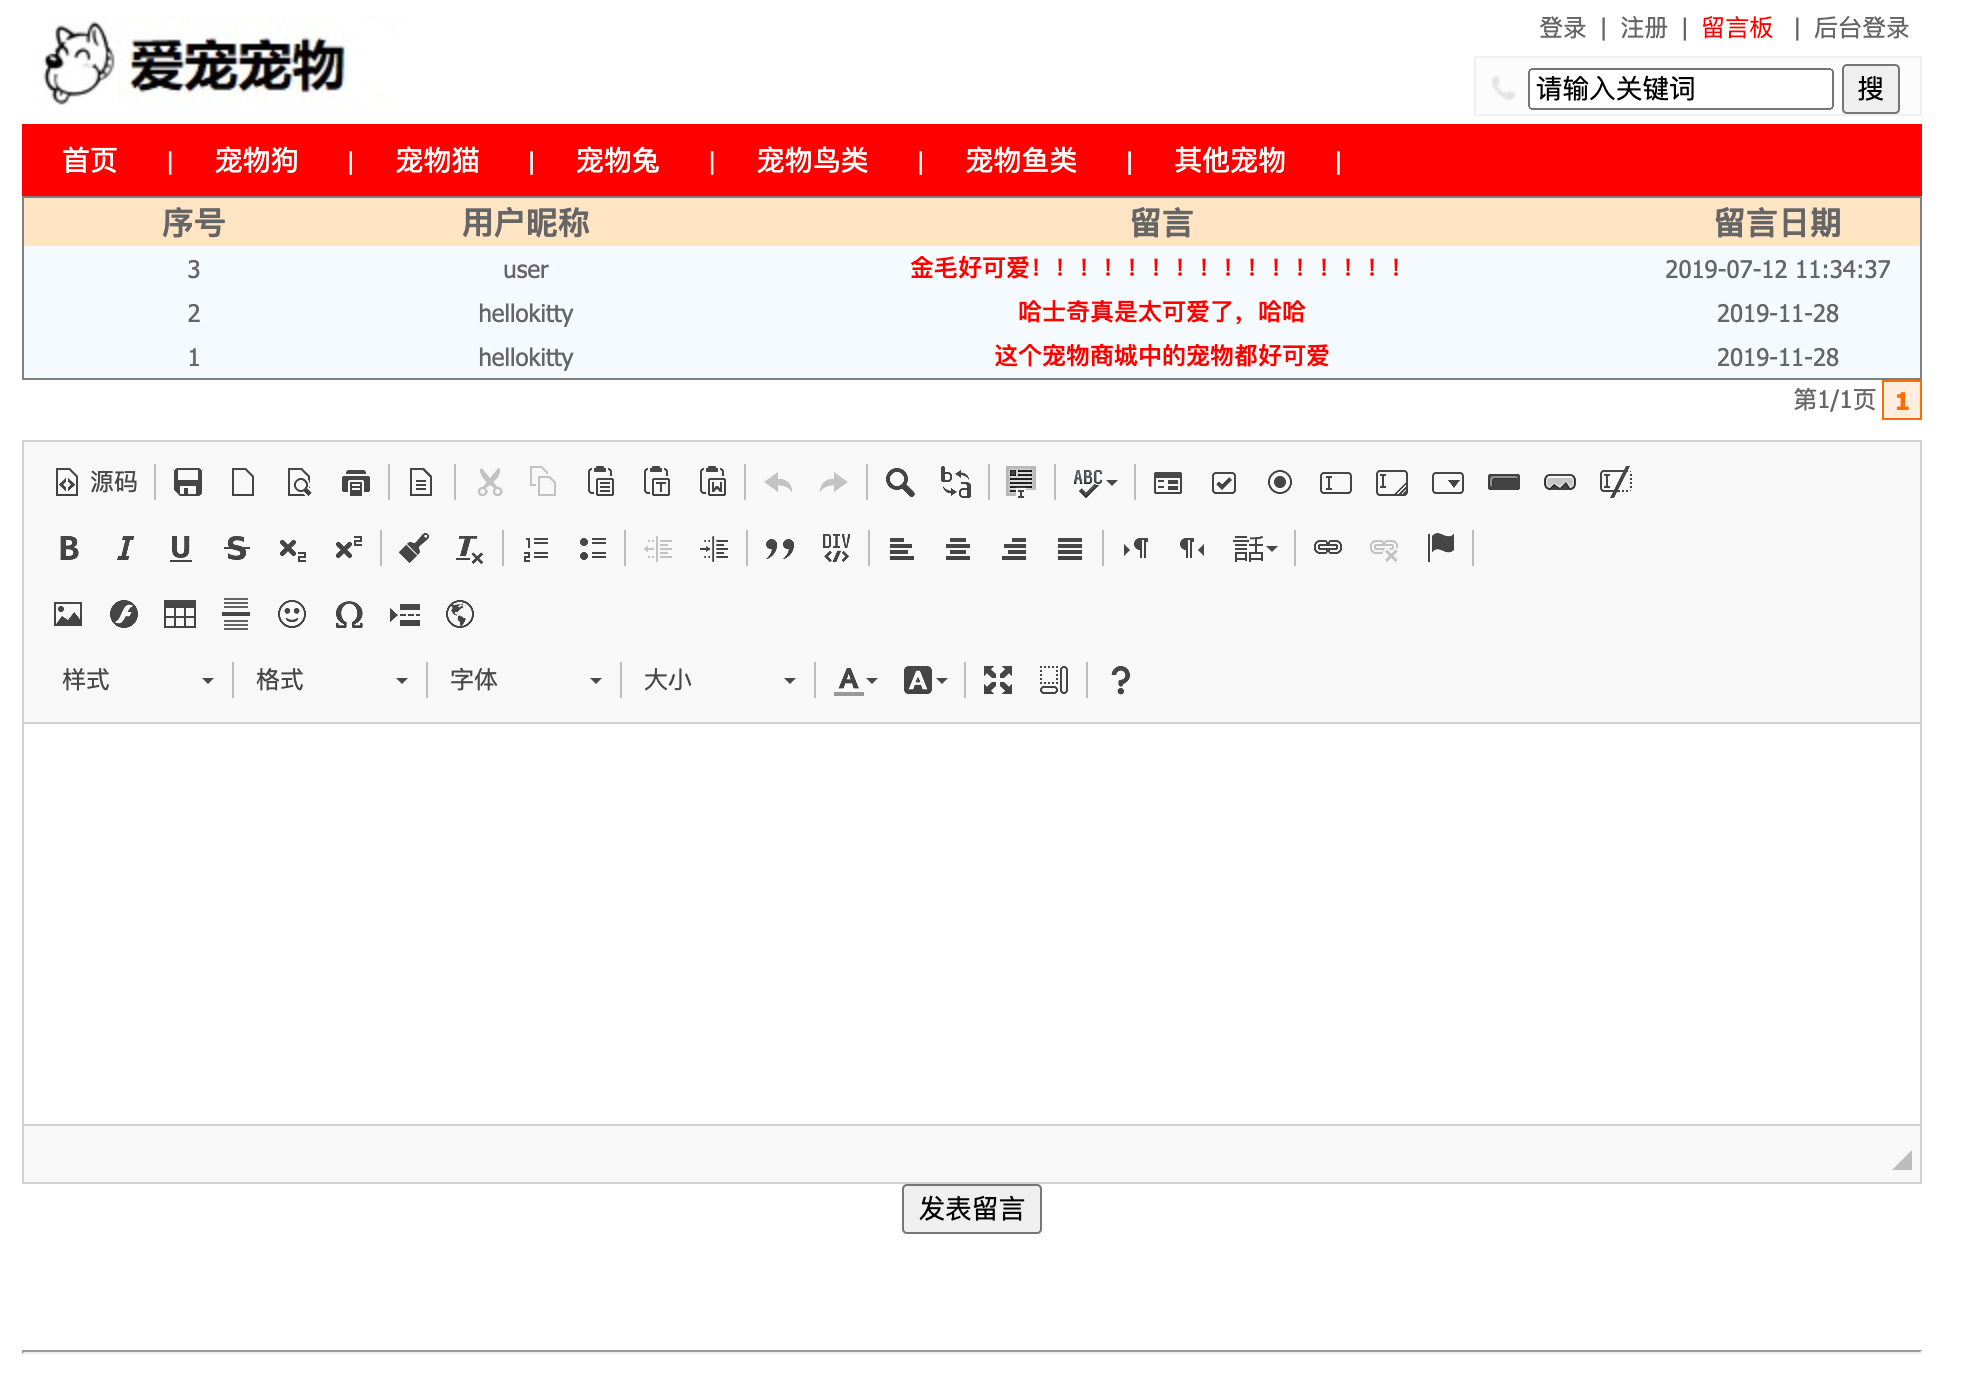 爱宠宠物
登录 | 注册 | 留言板 | 后台登录
请输入关键词 搜
首页 | 宠物狗 | 宠物猫 | 宠物兔 | 宠物鸟类 | 宠物鱼类 | 其他宠物 |
序号 用户昵称 留言 留言日期
3 user 金毛好可爱！！！！！！！！！！！！！！！！ 2019-07-12 11:34:37
2 hellokitty 哈士奇真是太可爱了，哈哈 2019-11-28
1 hellokitty 这个宠物商城中的宠物都好可爱 2019-11-28
第1/1页 1
源码 ABC
B I U S x₂ x² Tx DIV 話
Ω
样式 格式 字体 大小 A A ?
发表留言